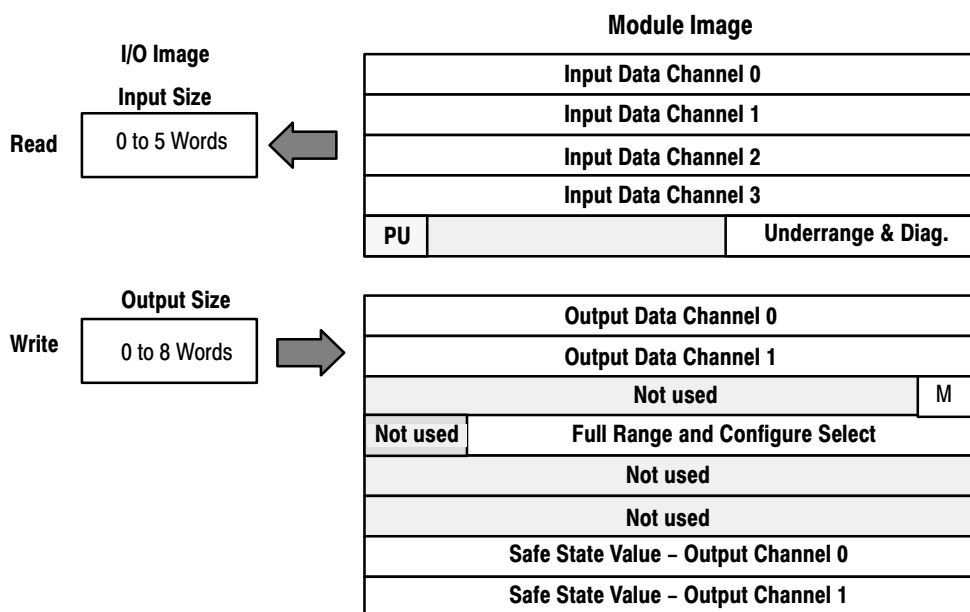 Module Image
I/O Image
Input Size
Read
0 to 5 Words
Input Data Channel 0
Input Data Channel 1
Input Data Channel 2
Input Data Channel 3
PU
Underrange & Diag.
Output Size
Write
0 to 8 Words
Output Data Channel 0
Output Data Channel 1
Not used
M
Not used
Full Range and Configure Select
Not used
Not used
Safe State Value – Output Channel 0
Safe State Value – Output Channel 1